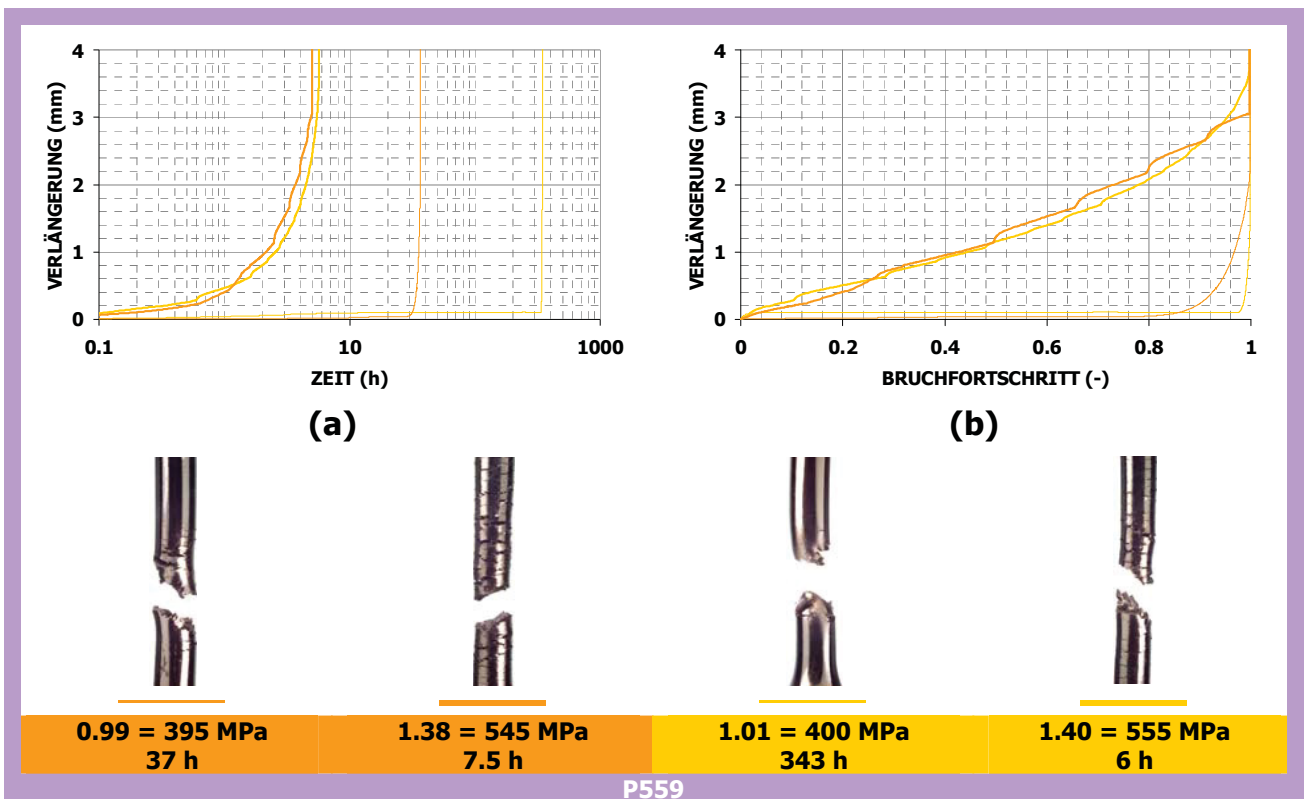 4
3
2
1
0
VERLÄNGERUNG (mm)
0.1
10
1000
ZEIT (h)
(a)
4
3
2
1
0
VERLÄNGERUNG (mm)
0
0.2
0.4
0.6
0.8
1
BRUCHFORTSCHRITT (-)
(b)
0.99 = 395 MPa
37 h
1.38 = 545 MPa
7.5 h
1.01 = 400 MPa
343 h
1.40 = 555 MPa
6 h
P559